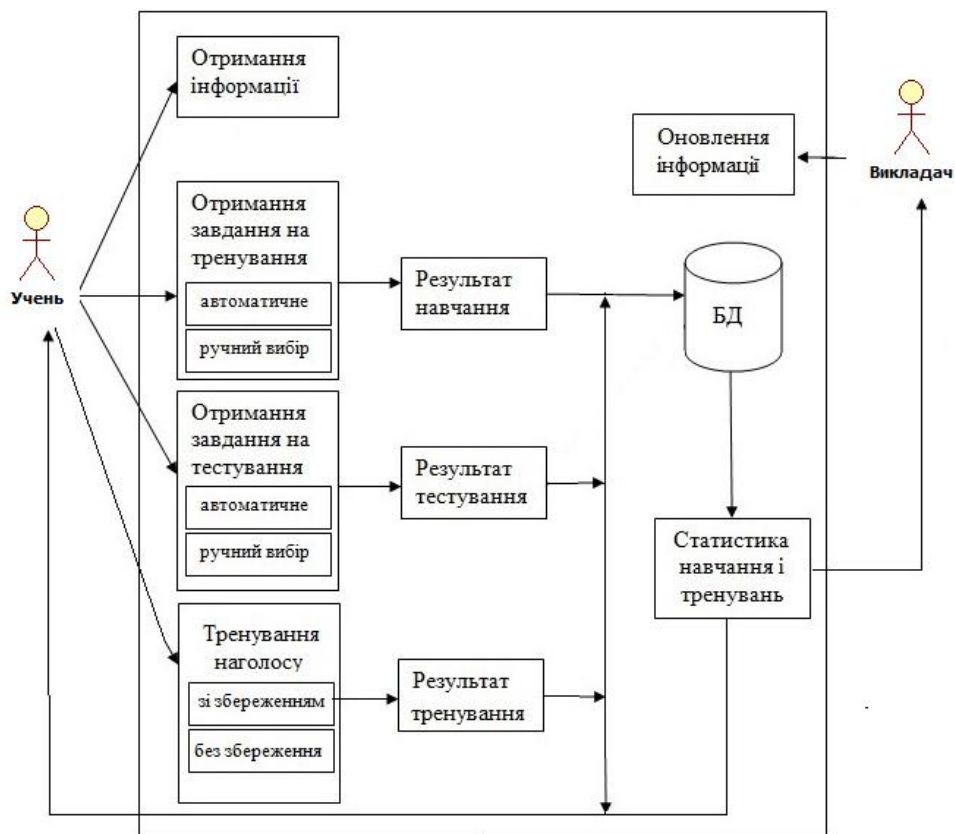 Отримання
інформації
Оновлення
інформації
Викладач
Учень
Отримання
завдання на
тренування
автоматичне
ручний вибір
Результат
навчання
БД
Отримання
завдання на
тестування
автоматичне
ручний вибір
Результат
тестування
Статистика
навчання і
тренувань
Тренування
наголосу
зі збереженням
без збереження
Результат
тренування